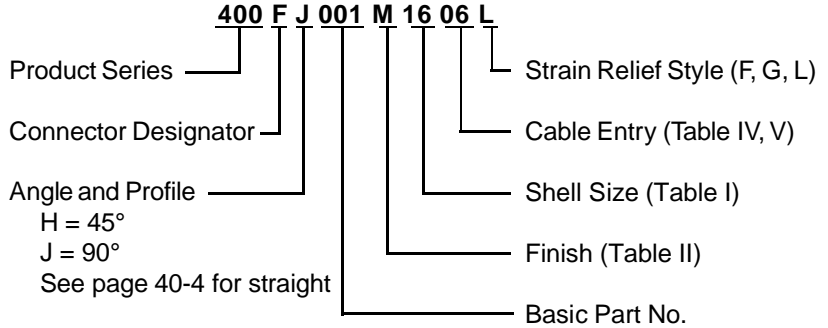 400 F J 001 M 16 06 L
Product Series
Connector Designator
Angle and Profile
H = 45°
J = 90°
See page 40-4 for straight
Strain Relief Style (F, G, L)
Cable Entry (Table IV, V)
Shell Size (Table I)
Finish (Table II)
Basic Part No.